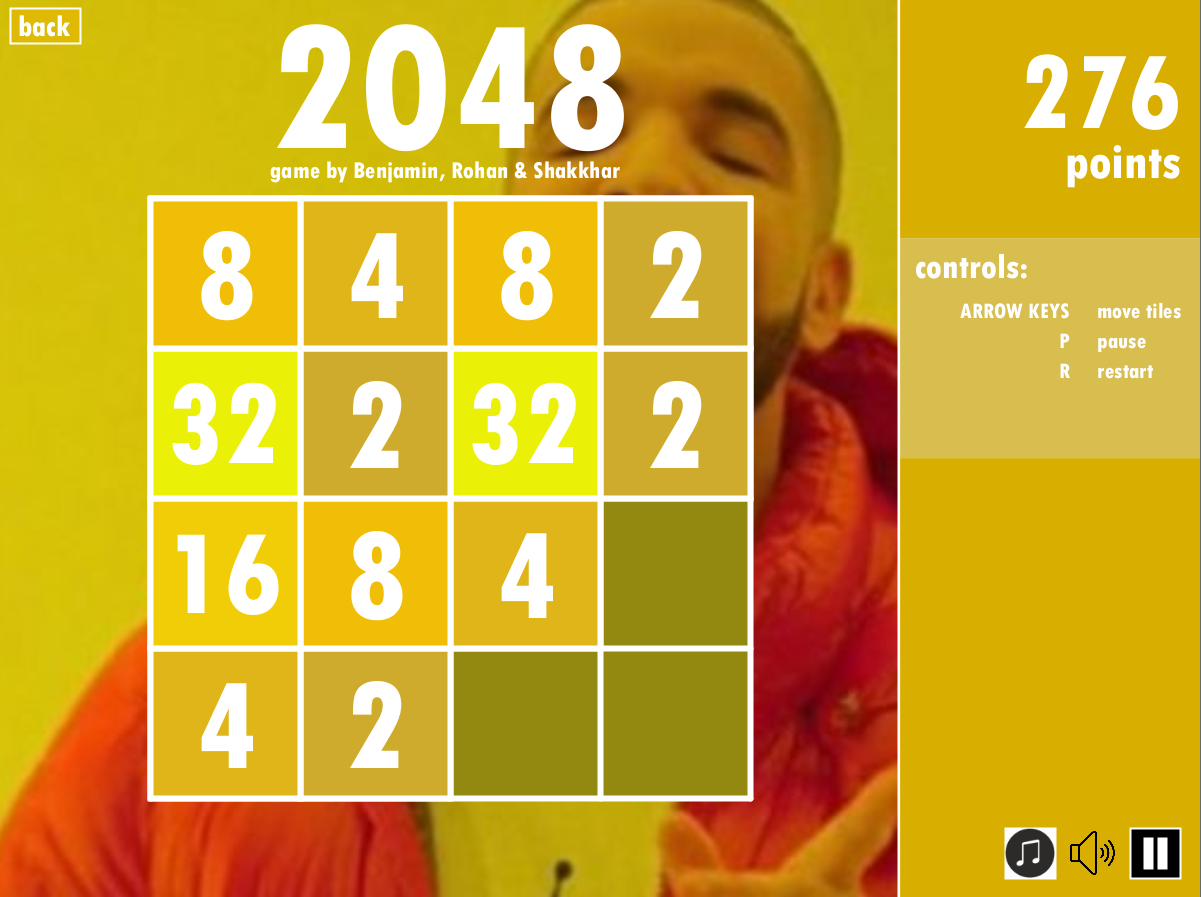 back
2048
game by Benjamin, Rohan & Shakkhar
276
points
8 4 8 2
32 2 32 2
16 8 4
4 2
controls:
ARROW KEYS move tiles
P pause
R restart